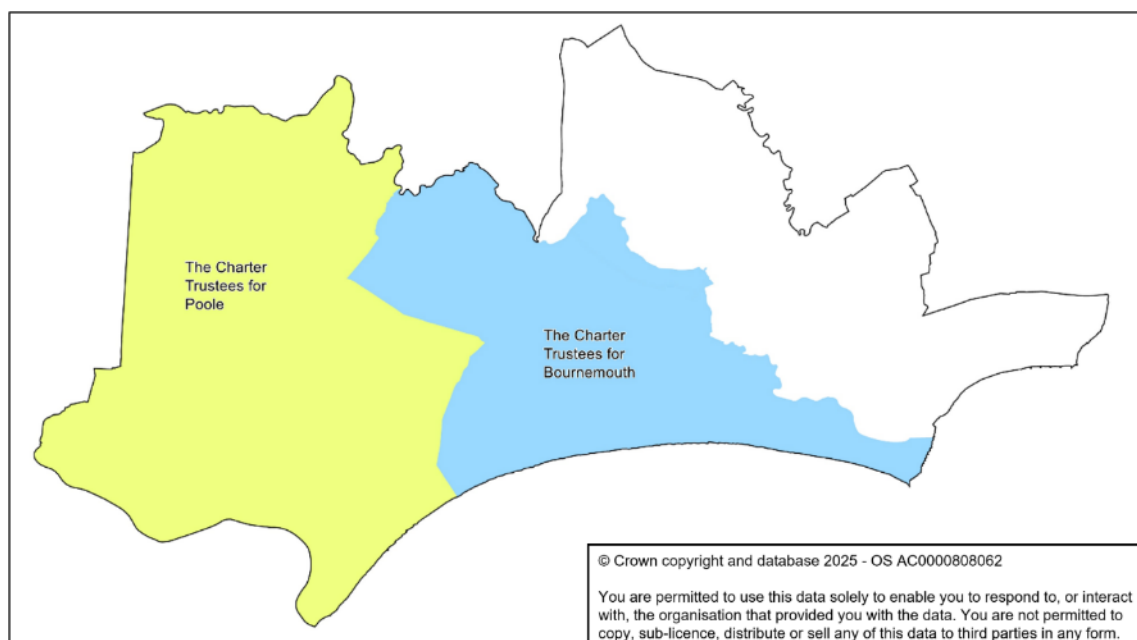 The Charter
Trustees for
Poole
The Charter
Trustees for
Bournemouth
© Crown copyright and database 2025 - OS AC0000808062
You are permitted to use this data solely to enable you to respond to, or interact
with, the organisation that provided you with the data. You are not permitted to
copy, sub-licence, distribute or sell any of this data to third parties in any form.